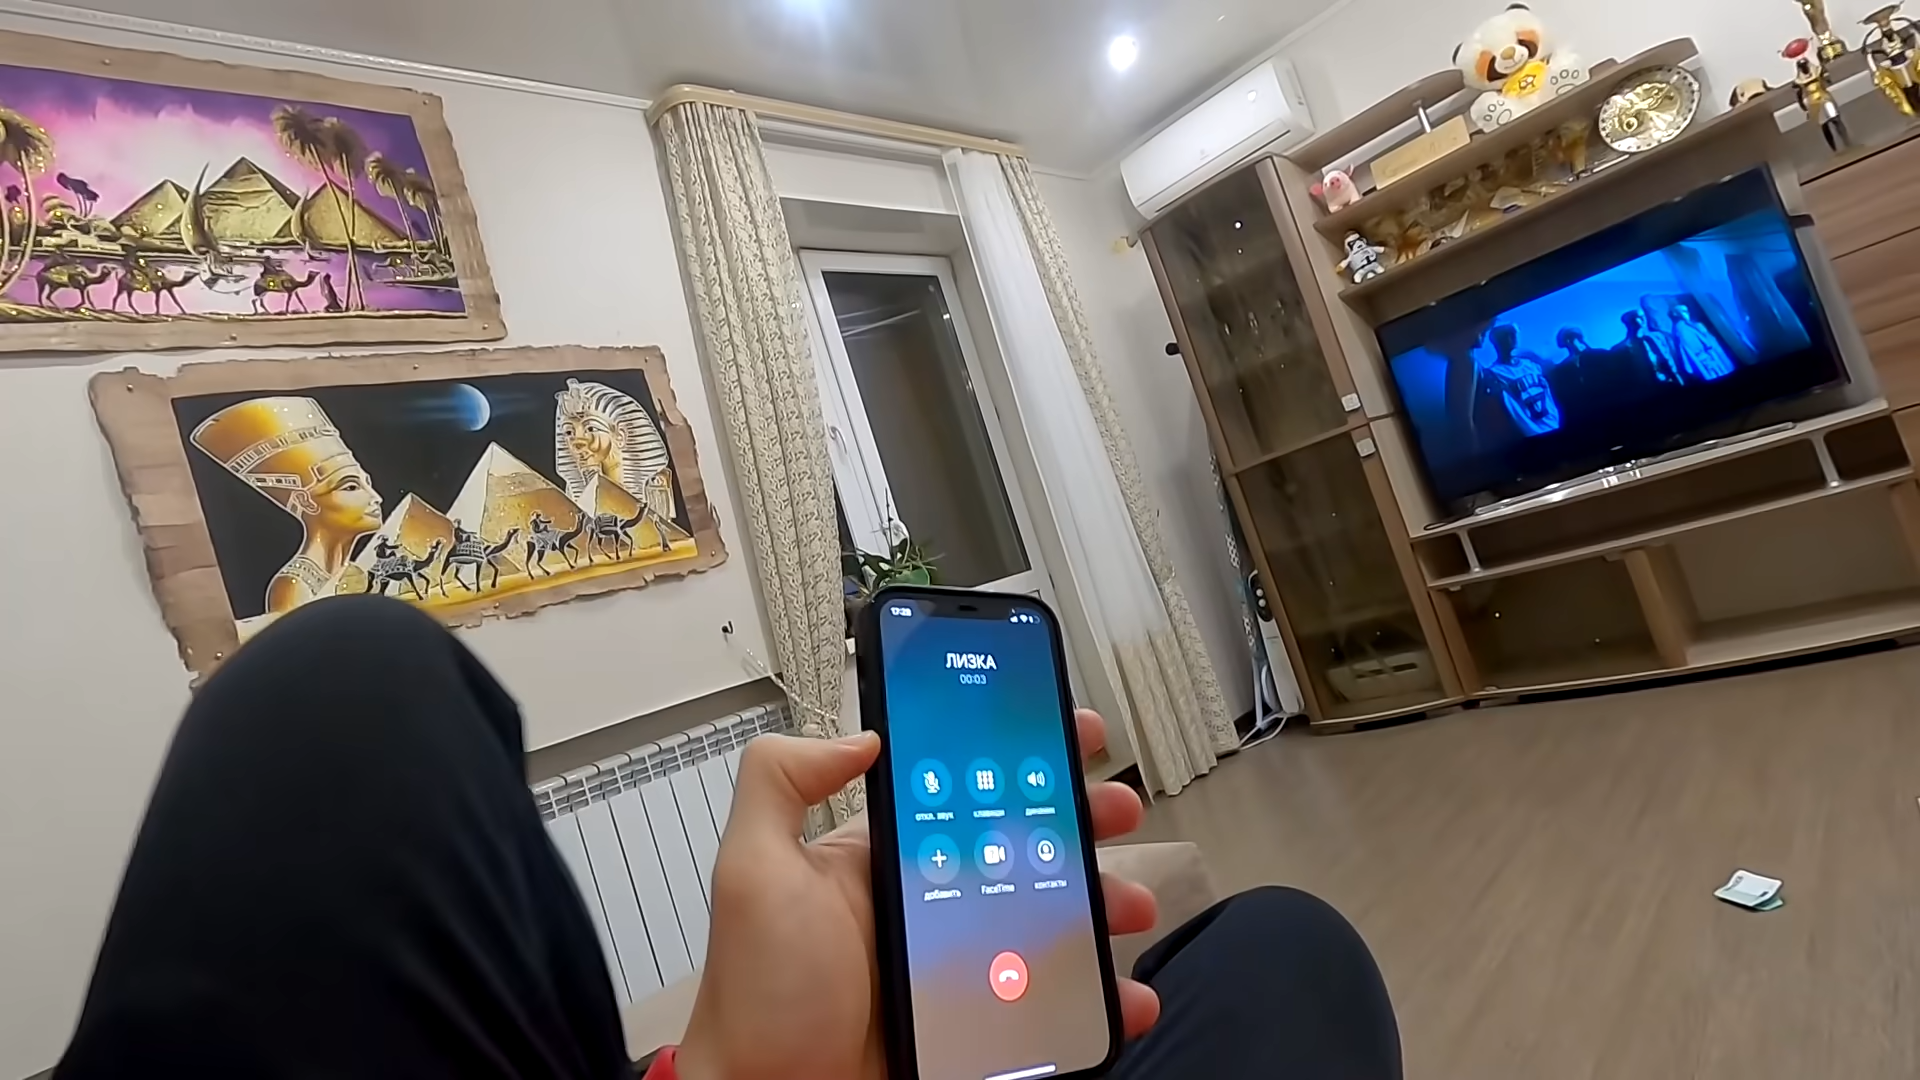 17:28
ЛИЗКА
00:03
откл. звук
клавиши
динамик
добавить
FaceTime
контакты